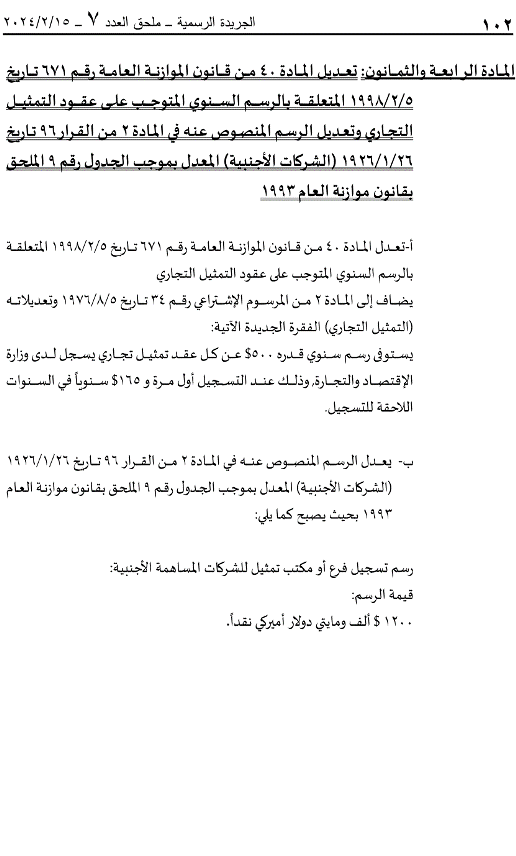 ١٠٢
الجريدة الرسمية – ملحق العدد ٧ – ٢٠٢٤/٢/١٥
المادة الرابعة والثمانون: تعديل المادة ٤٠ من قانون الموازنة العامة رقم ٦٧١ تاريخ
١٩٩٨/٢/٥ المتعلقة بالرسم السنوي المتوجب على عقود التمثيل
التجاري وتعديل الرسم المنصوص عنه في المادة ٢ من القرار ٩٦ تاريخ
١٩٢٦/١/٢٦ (الشركات الأجنبية) المعدل بموجب الجدول رقم ٩ الملحق
بقانون موازنة العام ١٩٩٣
أ-تعدل المادة ٤٠ من قانون الموازنة العامة رقم ٦٧١ تاريخ ١٩٩٨/٢/٥ المتعلقة
بالرسم السنوي المتوجب على عقود التمثيل التجاري
يضاف إلى المادة ٢ من المرسوم الإشتراعي رقم ٣٤ تاريخ ١٩٧٦/٨/٥ وتعديلاته
(التمثيل التجاري) الفقرة الجديدة الآتية:
يستوفى رسم سنوي قدره ٥٠٠$ عن كل عقد تمثيل تجاري يسجل لدى وزارة
الإقتصاد والتجارة, وذلك عند التسجيل أول مرة و ١٦٥$ سنوياً في السنوات
اللاحقة للتسجيل.
ب- يعدل الرسم المنصوص عنه في المادة ٢ من القرار ٩٦ تاريخ ١٩٢٦/١/٢٦
(الشركات الأجنبية) المعدل بموجب الجدول رقم ٩ الملحق بقانون موازنة العام
١٩٩٣ بحيث يصبح كما يلي:
رسم تسجيل فرع أو مكتب تمثيل للشركات المساهمة الأجنبية:
قيمة الرسم:
١٢٠٠ $ ألف ومايتي دولار أميركي نقداً.